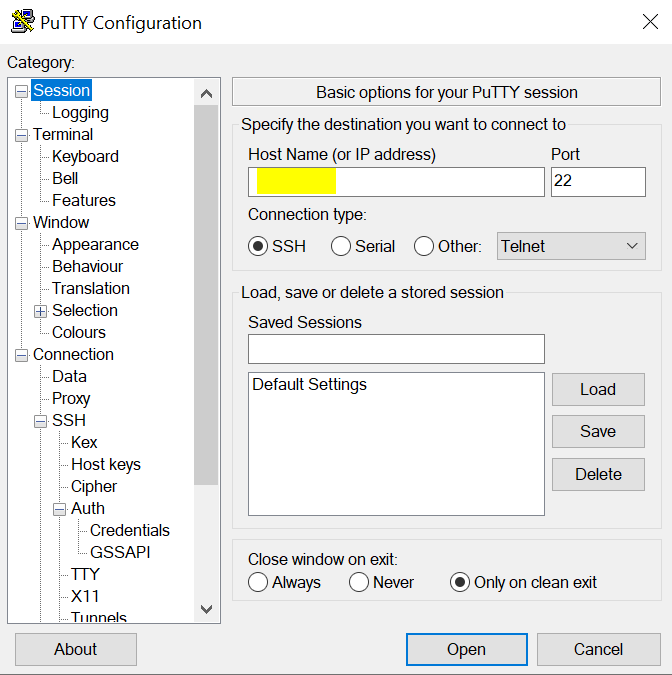 PuTTY Configuration
Category:
Session
Logging
Terminal
Keyboard
Bell
Features
Window
Appearance
Behaviour
Translation
Selection
Colours
Connection
Data
Proxy
SSH
Kex
Host keys
Cipher
Auth
Credentials
GSSAPI
TTY
X11
Tunnels
Basic options for your PuTTY session
Specify the destination you want to connect to
Host Name (or IP address) Port
22
Connection type:
SSH Serial Other: Telnet
Load, save or delete a stored session
Saved Sessions
Default Settings
Load
Save
Delete
Close window on exit:
Always Never Only on clean exit
About Open Cancel